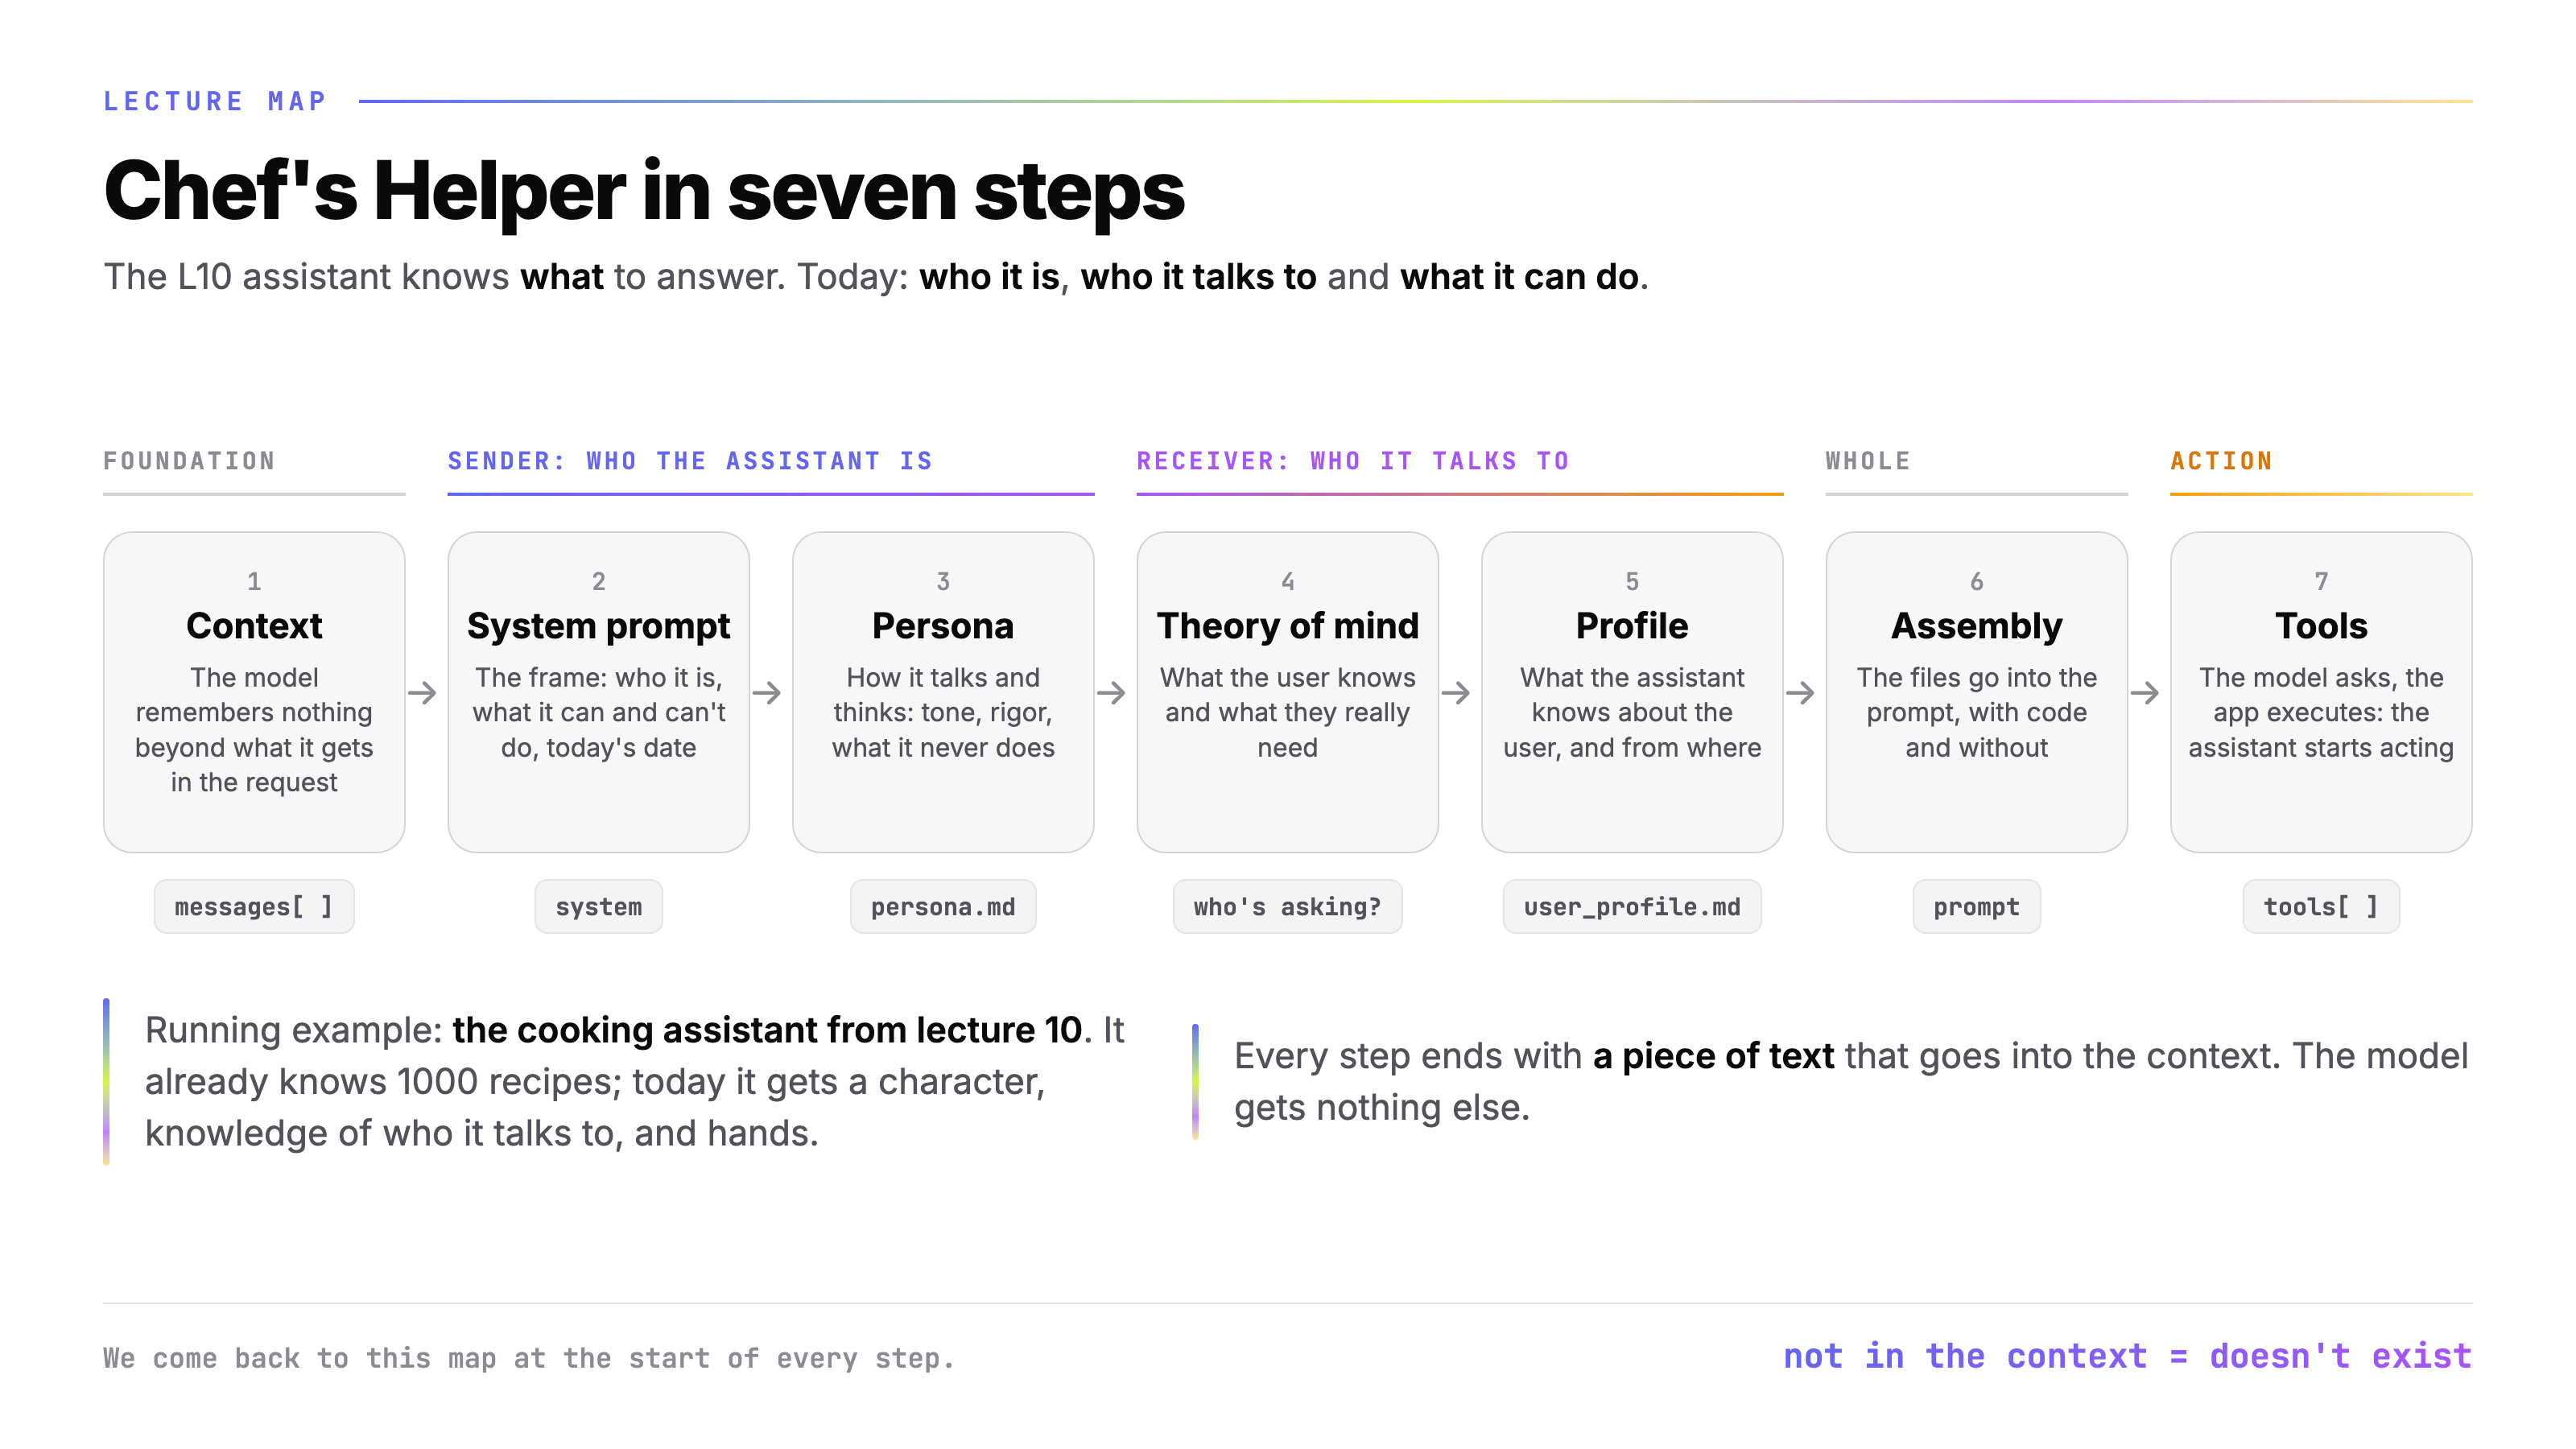 LECTURE MAP
Chef's Helper in seven steps
The L10 assistant knows what to answer. Today: who it is, who it talks to and what it can do.
FOUNDATION
SENDER: WHO THE ASSISTANT IS
RECEIVER: WHO IT TALKS TO
WHOLE
ACTION
1
Context
The model
remembers nothing
beyond what it gets
in the request
messages[ ]
2
System prompt
The frame: who it is,
what it can and can't
do, today's date
system
3
Persona
How it talks and
thinks: tone, rigor,
what it never does
persona.md
4
Theory of mind
What the user knows
and what they really
need
who's asking?
5
Profile
What the assistant
knows about the
user, and from where
user_profile.md
6
Assembly
The files go into the
prompt, with code
and without
prompt
7
Tools
The model asks, the
app executes: the
assistant starts acting
tools[ ]
Running example: the cooking assistant from lecture 10. It
already knows 1000 recipes; today it gets a character,
knowledge of who it talks to, and hands.
Every step ends with a piece of text that goes into the context. The model
gets nothing else.
We come back to this map at the start of every step.
not in the context = doesn't exist